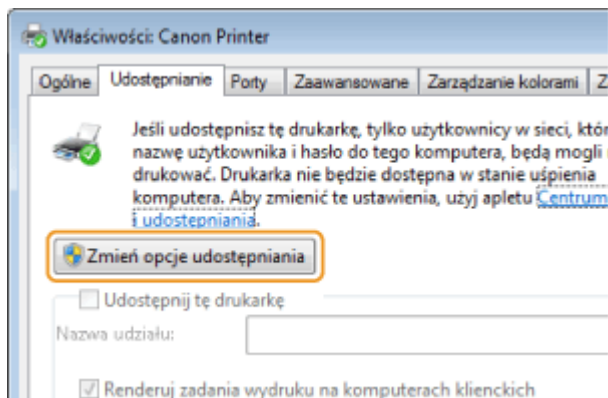 Właściwości: Canon Printer
Ogólne Udostępnianie Porty Zaawansowane Zarządzanie kolorami Z
Jeśli udostępnisz tę drukarkę, tylko użytkownicy w sieci, któr
nazwę użytkownika i hasło do tego komputera, będą mogli
drukować. Drukarka nie będzie dostępna w stanie uśpienia
komputera. Aby zmienić te ustawienia, użyj apletu Centrum
i udostępniania.
Zmień opcje udostępniania
Udostępnij tę drukarkę
Nazwa udziału:
Renderuj zadania wydruku na komputerach klienckich